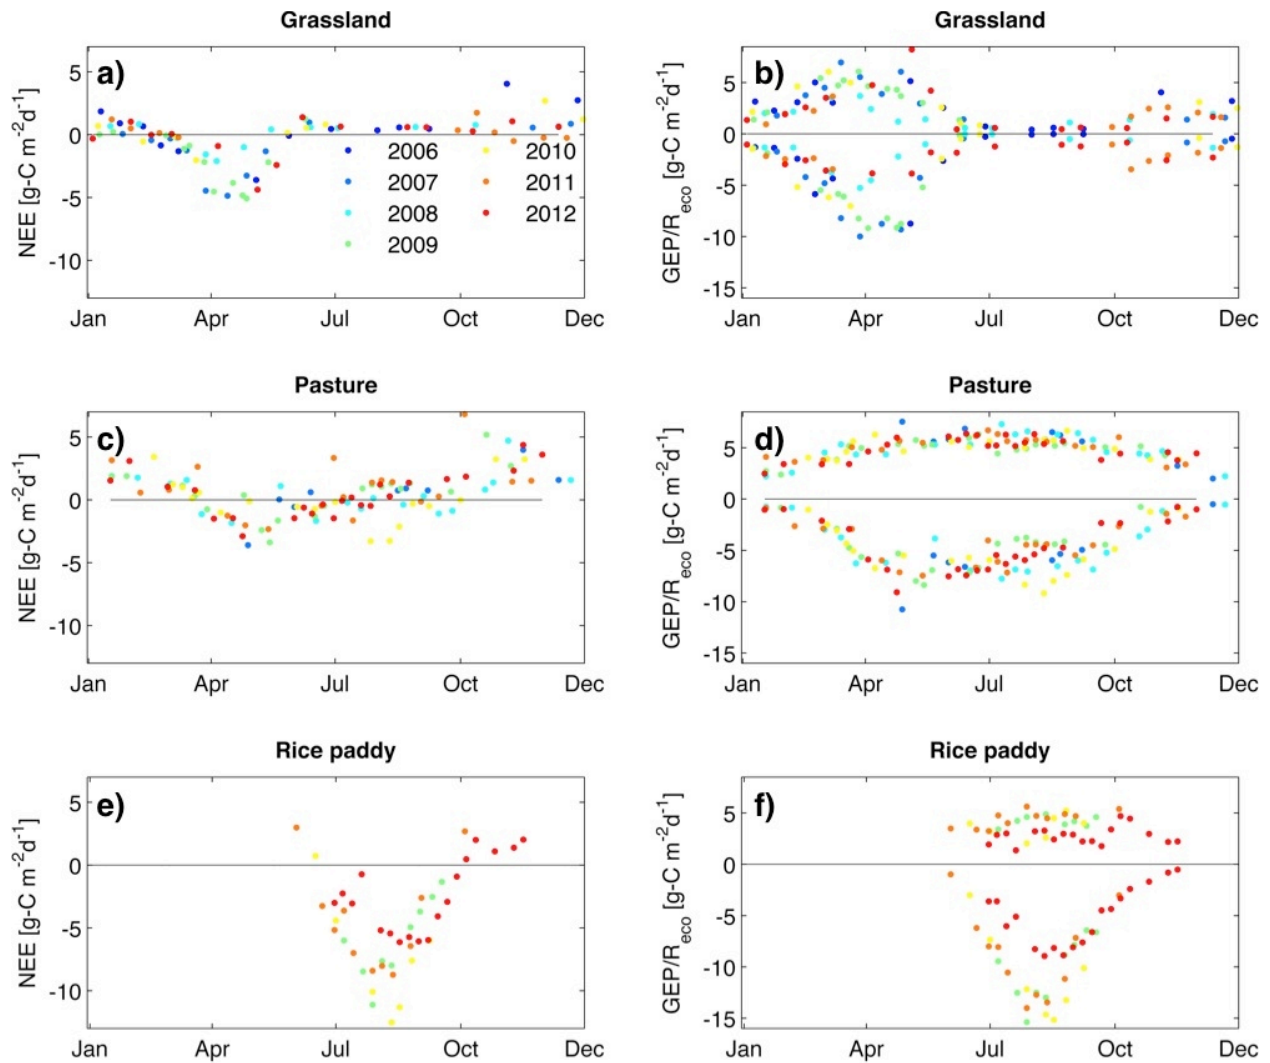 Grassland
a)
NEE [g-C m-2d-1]
5
0
-5
-10
2006
2007
2008
2009
2010
2011
2012
Jan Apr Jul Oct Dec
Grassland
b)
GEP/Reco [g-C m-2d-1]
5
0
-5
-10
-15
Jan Apr Jul Oct Dec
Pasture
c)
NEE [g-C m-2d-1]
5
0
-5
-10
Jan Apr Jul Oct Dec
Pasture
d)
GEP/Reco [g-C m-2d-1]
5
0
-5
-10
-15
Jan Apr Jul Oct Dec
Rice paddy
e)
NEE [g-C m-2d-1]
5
0
-5
-10
Jan Apr Jul Oct Dec
Rice paddy
f)
GEP/Reco [g-C m-2d-1]
5
0
-5
-10
-15
Jan Apr Jul Oct Dec